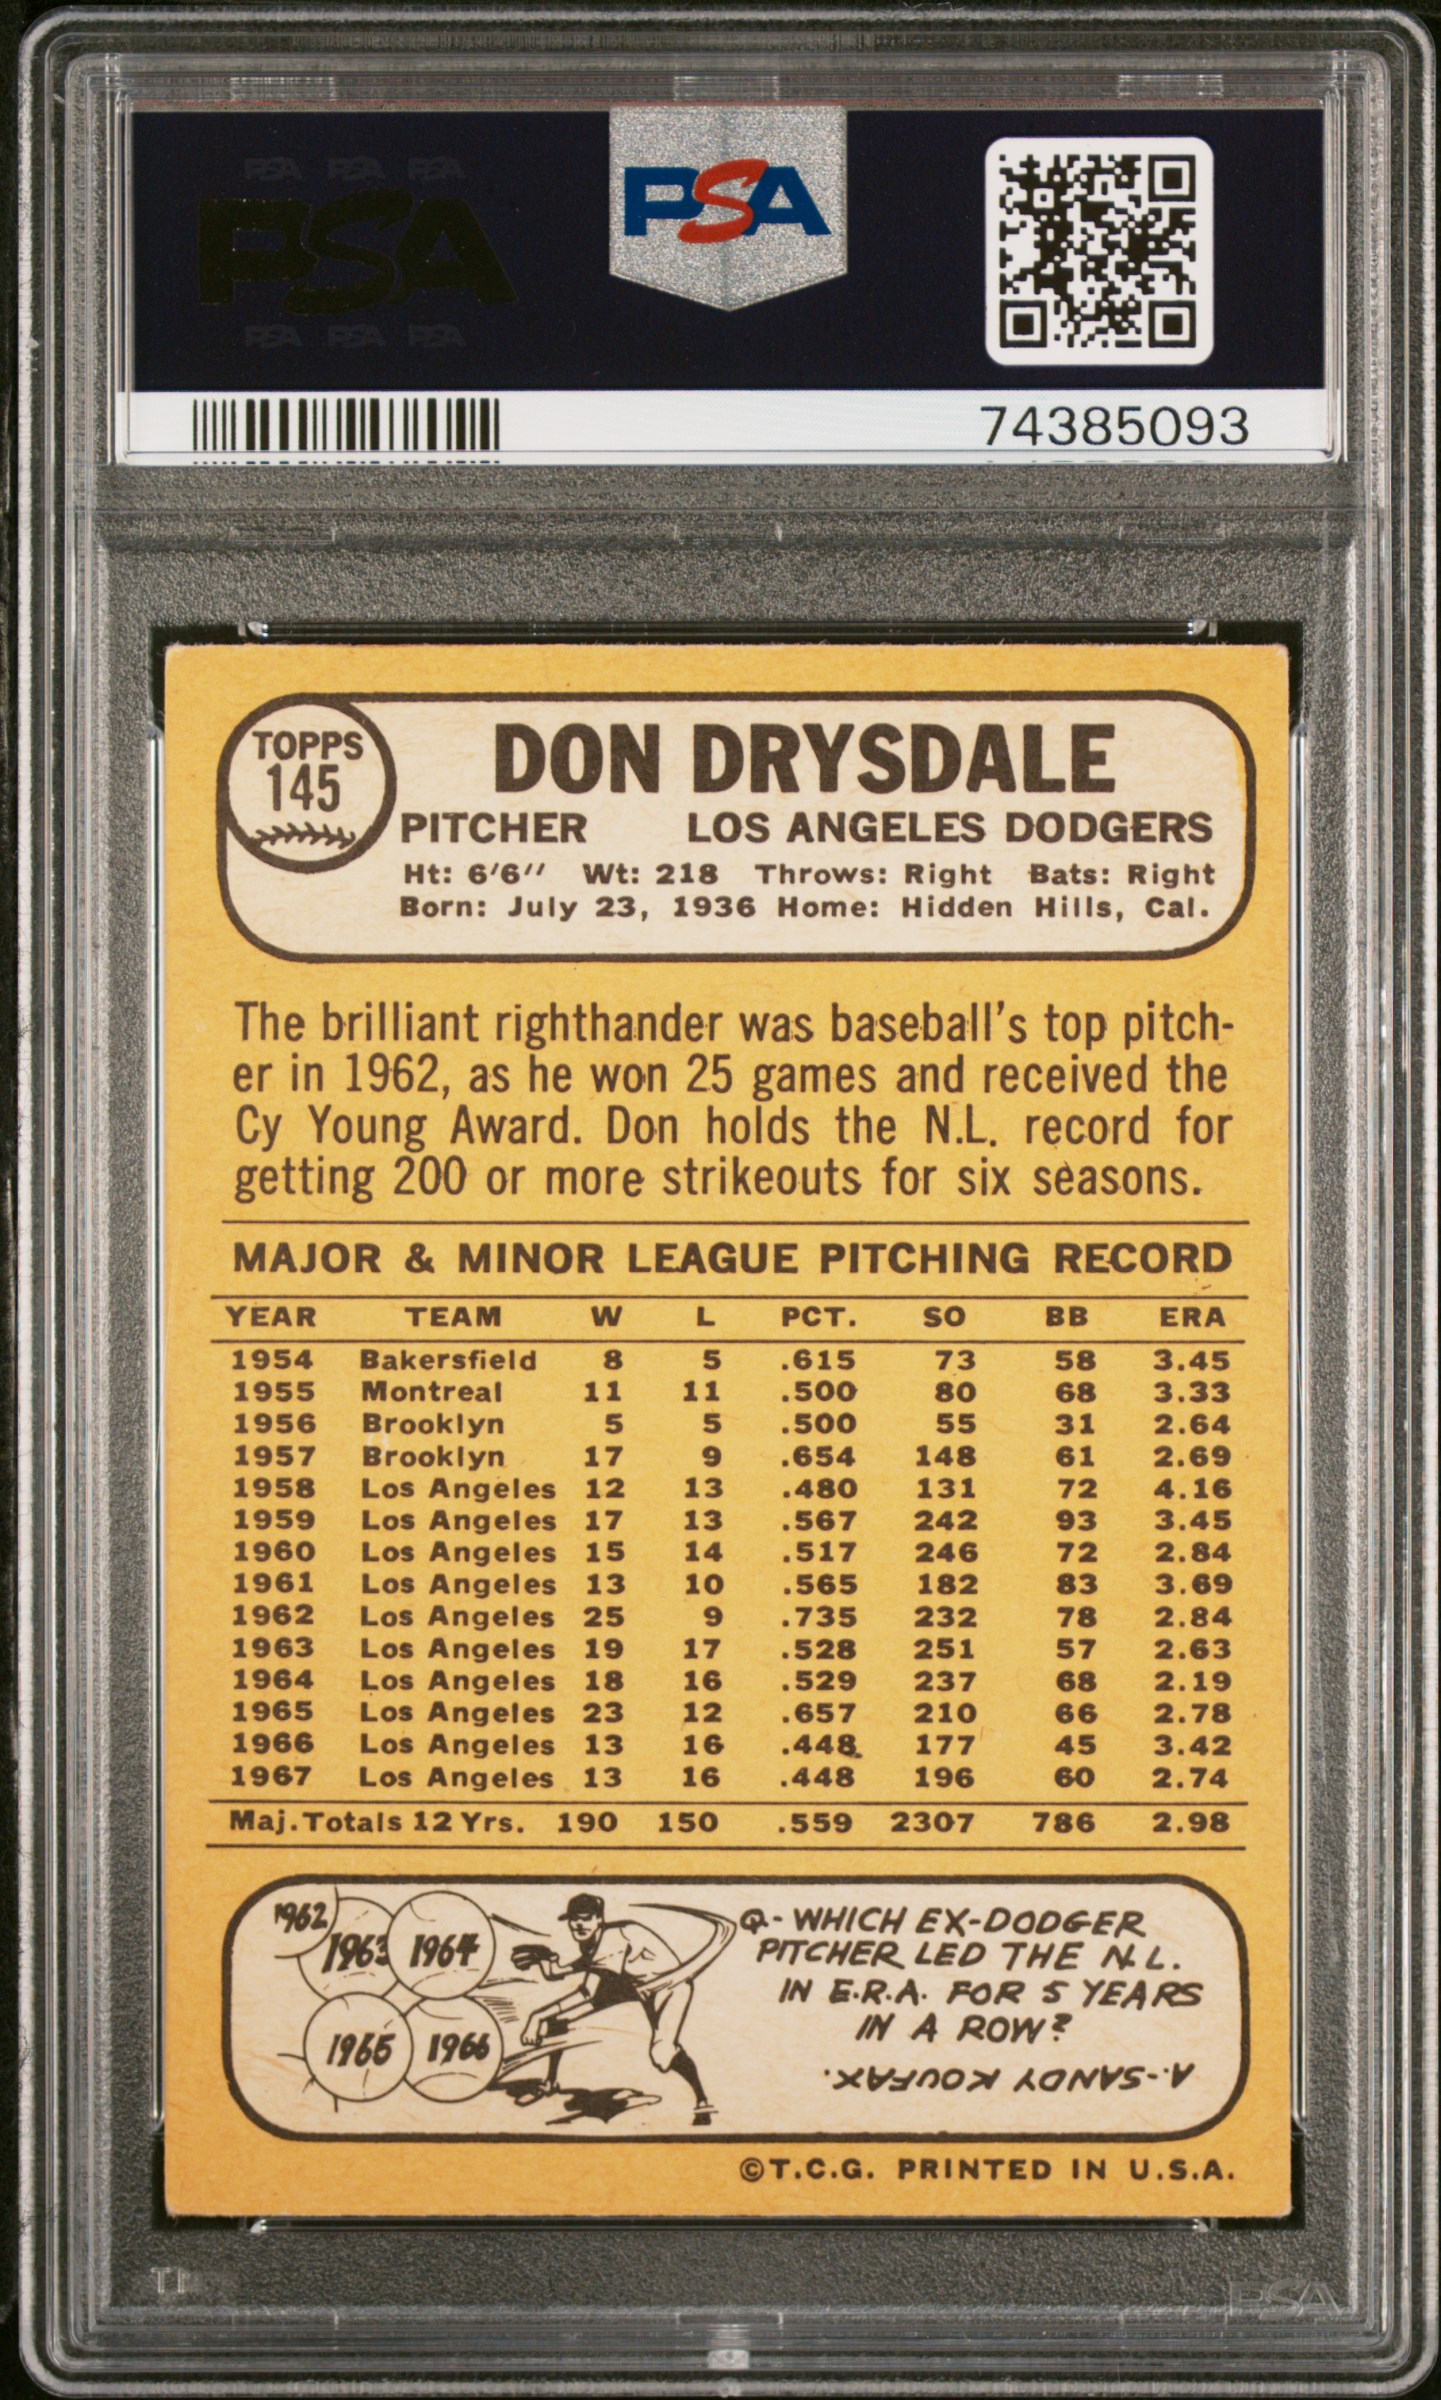 PSA PSA PSA
PSA
PSA PSA PSA
PSA
74385093
TOPPS
145
DON DRYSDALE
PITCHER LOS ANGELES DODGERS
Ht: 6'6" Wt: 218 Throws: Right Bats: Right
Born: July 23, 1936 Home: Hidden Hills, Cal.
The brilliant righthander was baseball's top pitch-
er in 1962, as he won 25 games and received the
Cy Young Award. Don holds the N.L. record for
getting 200 or more strikeouts for six seasons.
MAJOR & MINOR LEAGUE PITCHING RECORD
YEAR TEAM W L PCT. SO BB ERA
1954 Bakersfield 8 5 .615 73 58 3.45
1955 Montreal 11 11 .500 80 68 3.33
1956 Brooklyn 5 5 .500 55 31 2.64
1957 Brooklyn 17 9 .654 148 61 2.69
1958 Los Angeles 12 13 .480 131 72 4.16
1959 Los Angeles 17 13 .567 242 93 3.45
1960 Los Angeles 15 14 .517 246 72 2.84
1961 Los Angeles 13 10 .565 182 83 3.69
1962 Los Angeles 25 9 .735 232 78 2.84
1963 Los Angeles 19 17 .528 251 57 2.63
1964 Los Angeles 18 16 .529 237 68 2.19
1965 Los Angeles 23 12 .657 210 66 2.78
1966 Los Angeles 13 16 .448 177 45 3.42
1967 Los Angeles 13 16 .448 196 60 2.74
Maj. Totals 12 Yrs. 190 150 .559 2307 786 2.98
1962
1963
1964
1965
1966
Q.- WHICH EX-DODGER
PITCHER LED THE N.L.
IN E.R.A. FOR 5 YEARS
IN A ROW?
A.-SANDY KOUFAX.
©T.C.G. PRINTED IN U.S.A.
PSA